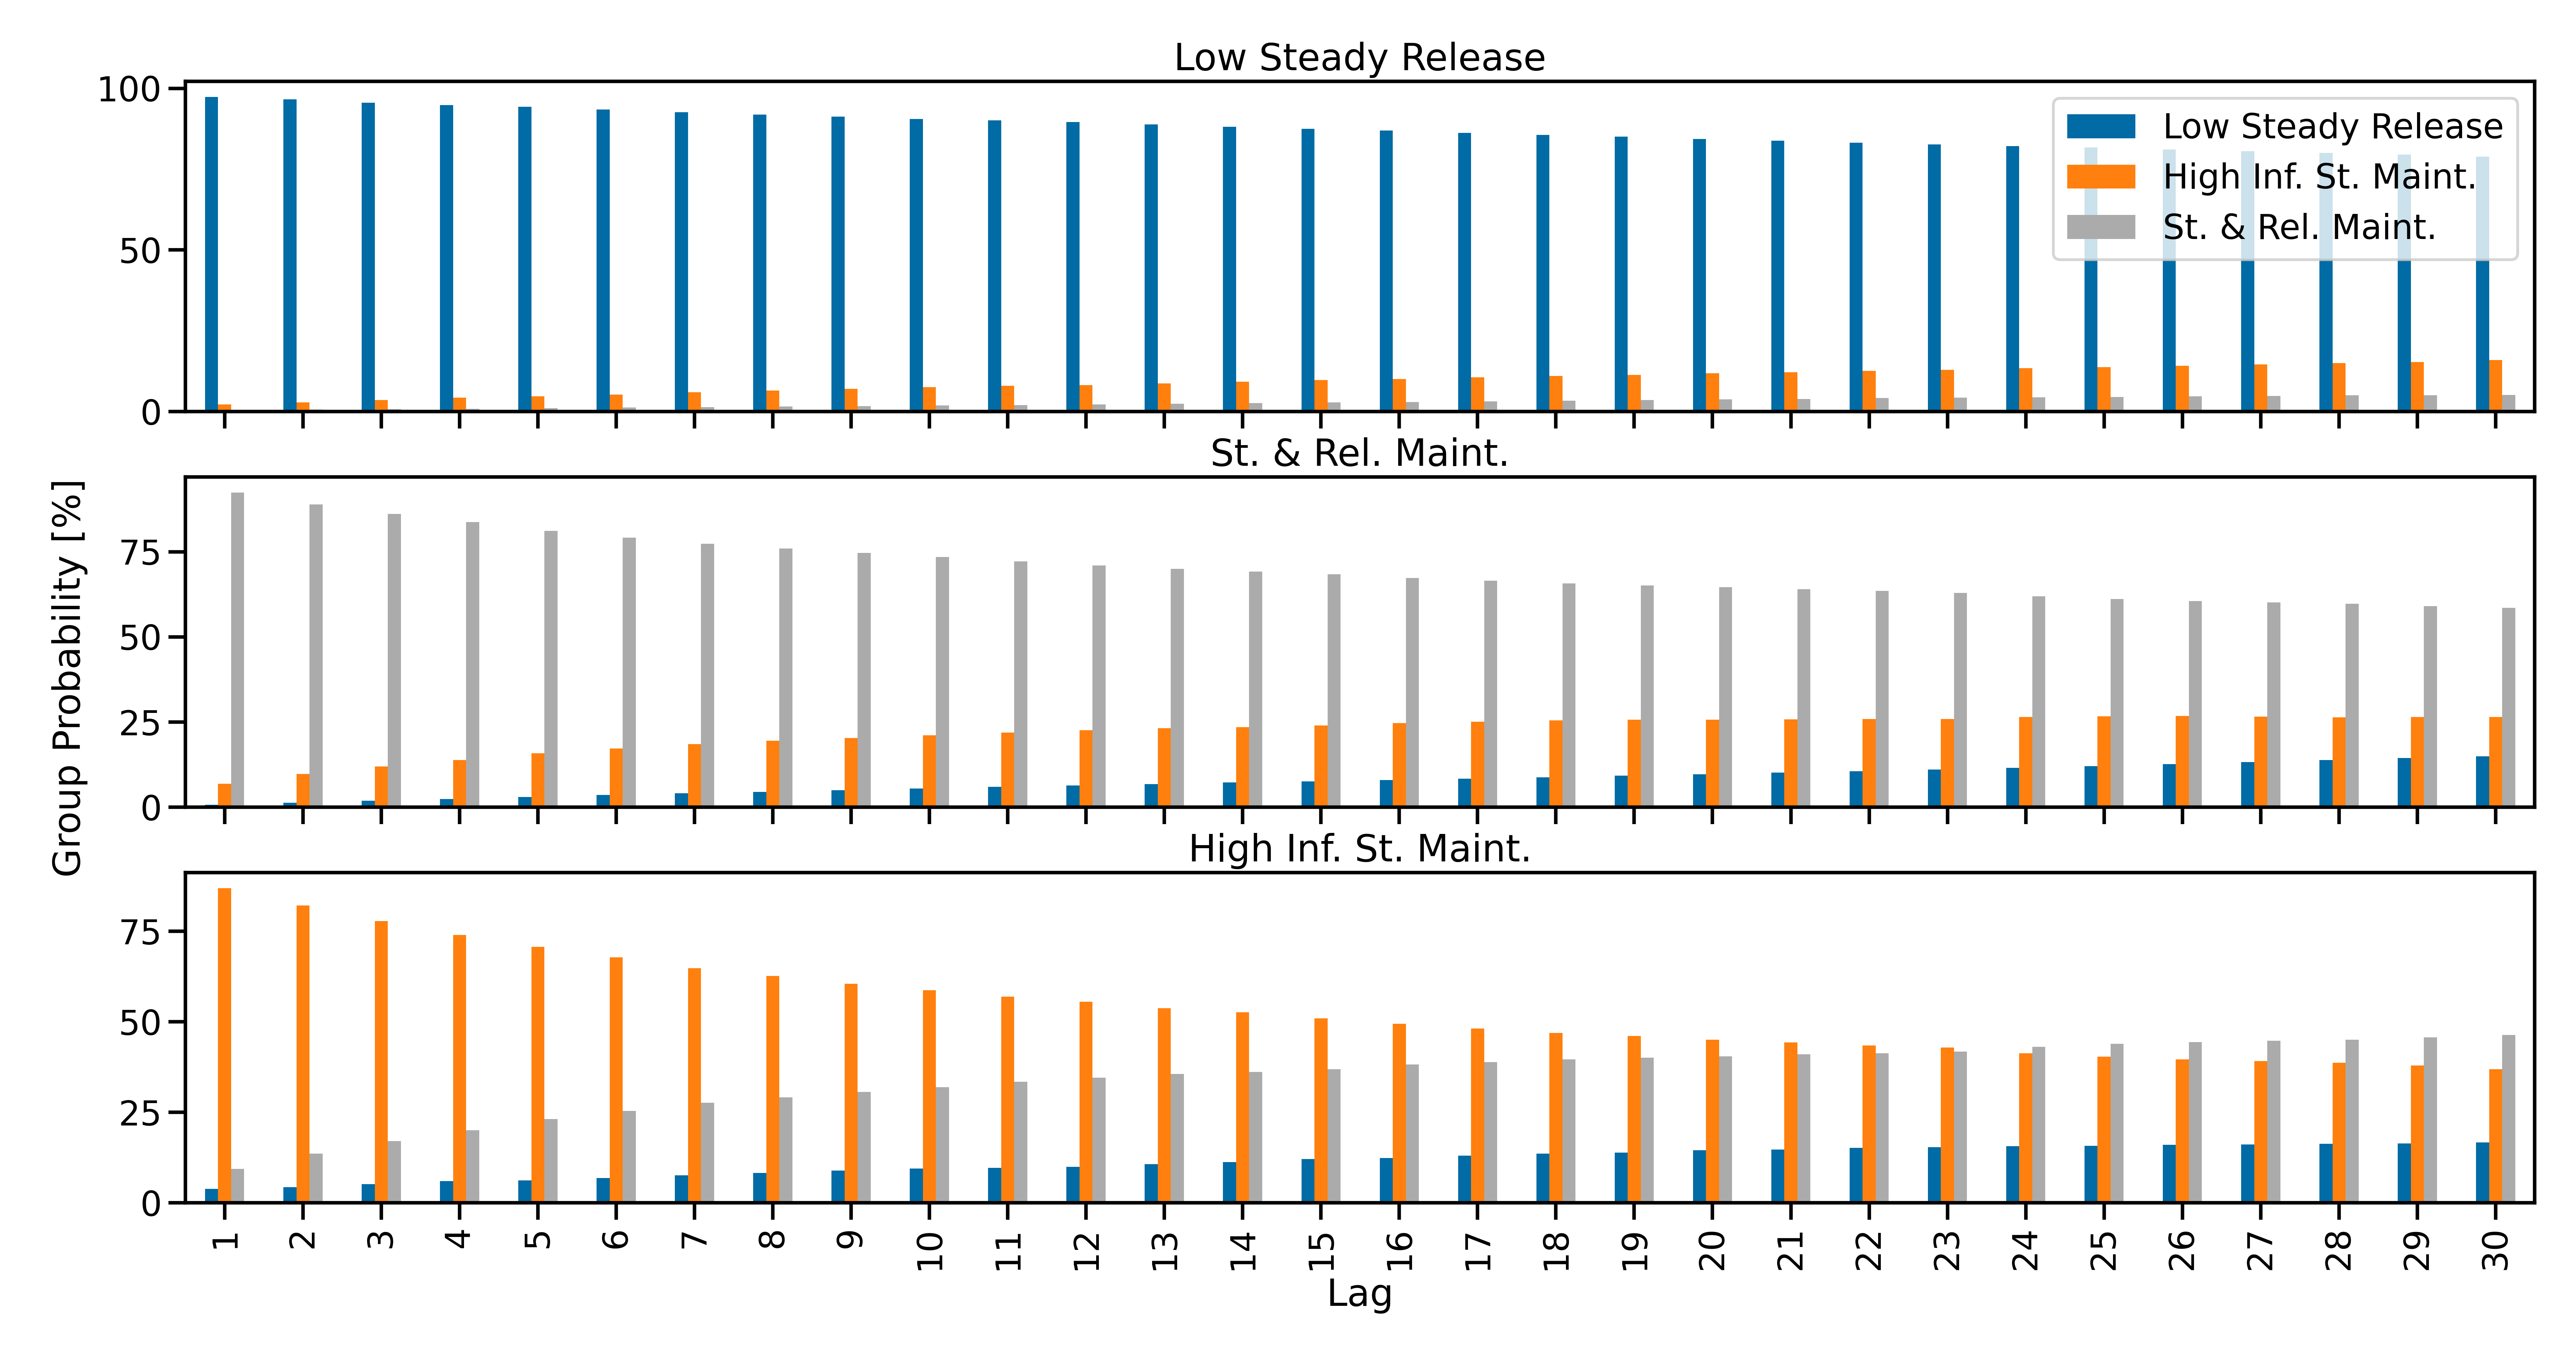 Low Steady Release
100
50
0
Low Steady Release
High Inf. St. Maint.
St. & Rel. Maint.
St. & Rel. Maint.
Group Probability [%]
75
50
25
0
High Inf. St. Maint.
75
50
25
0
1 2 3 4 5 6 7 8 9 10 11 12 13 14 15 16 17 18 19 20 21 22 23 24 25 26 27 28 29 30
Lag